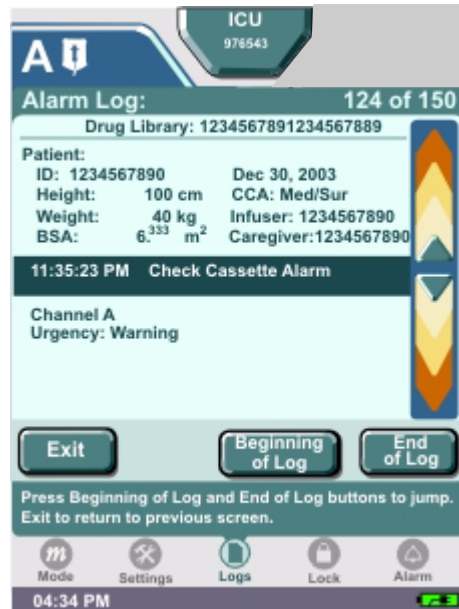 ICU
976543
A
Alarm Log: 124 of 150
Drug Library: 1234567891234567889
Patient:
ID: 1234567890 Dec 30, 2003
Height: 100 cm CCA: Med/Sur
Weight: 40 kg Infuser: 1234567890
BSA: 6.333 m2 Caregiver:1234567890
11:35:23 PM Check Cassette Alarm
Channel A
Urgency: Warning
Exit
Beginning
of Log
End
of Log
Press Beginning of Log and End of Log buttons to jump.
Exit to return to previous screen.
m
Mode Settings Logs Lock Alarm
04:34 PM